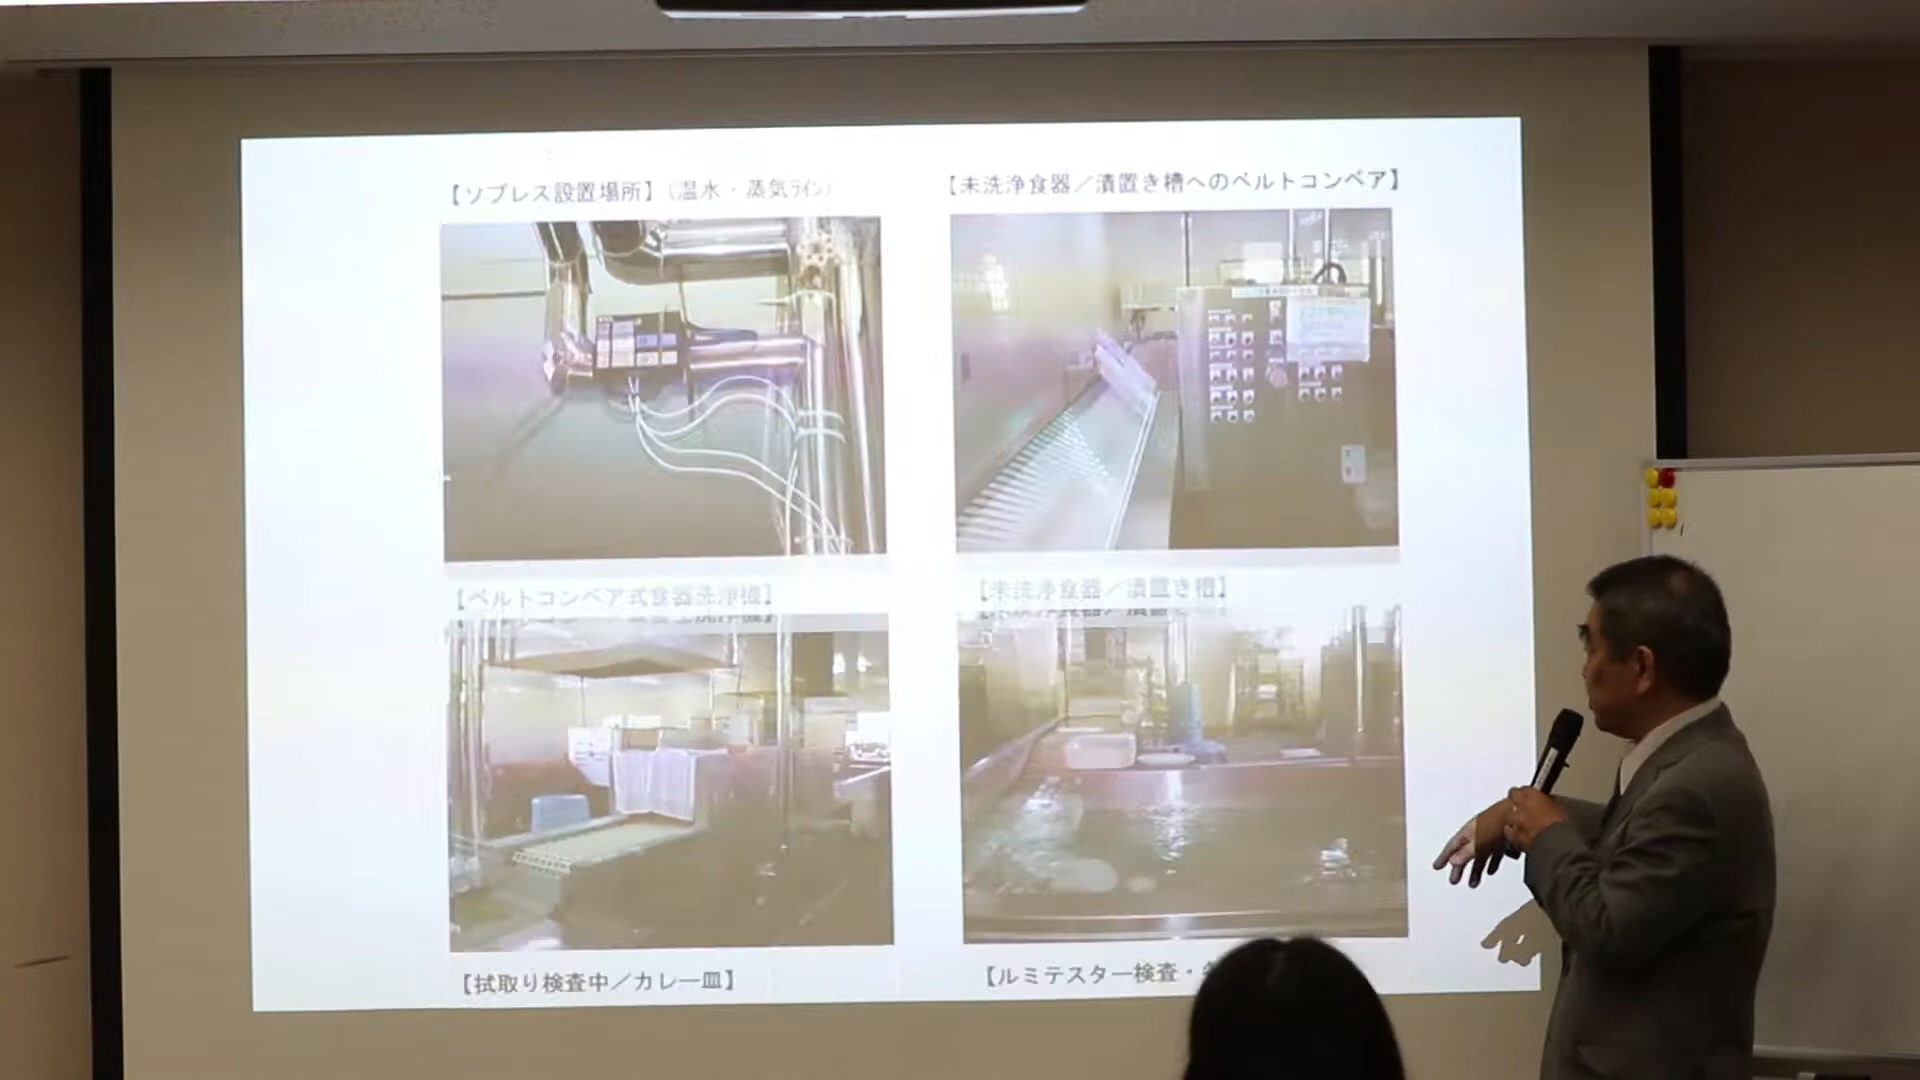 【ソブレス設置場所】(温水・蒸気ライン)
【未洗浄食器／漬置き槽へのベルトコンベア】
【ベルトコンベア式食器洗浄機】
【未洗浄食器／漬置き槽】
【拭取り検査中／カレー皿】
【ルミテスター検査・